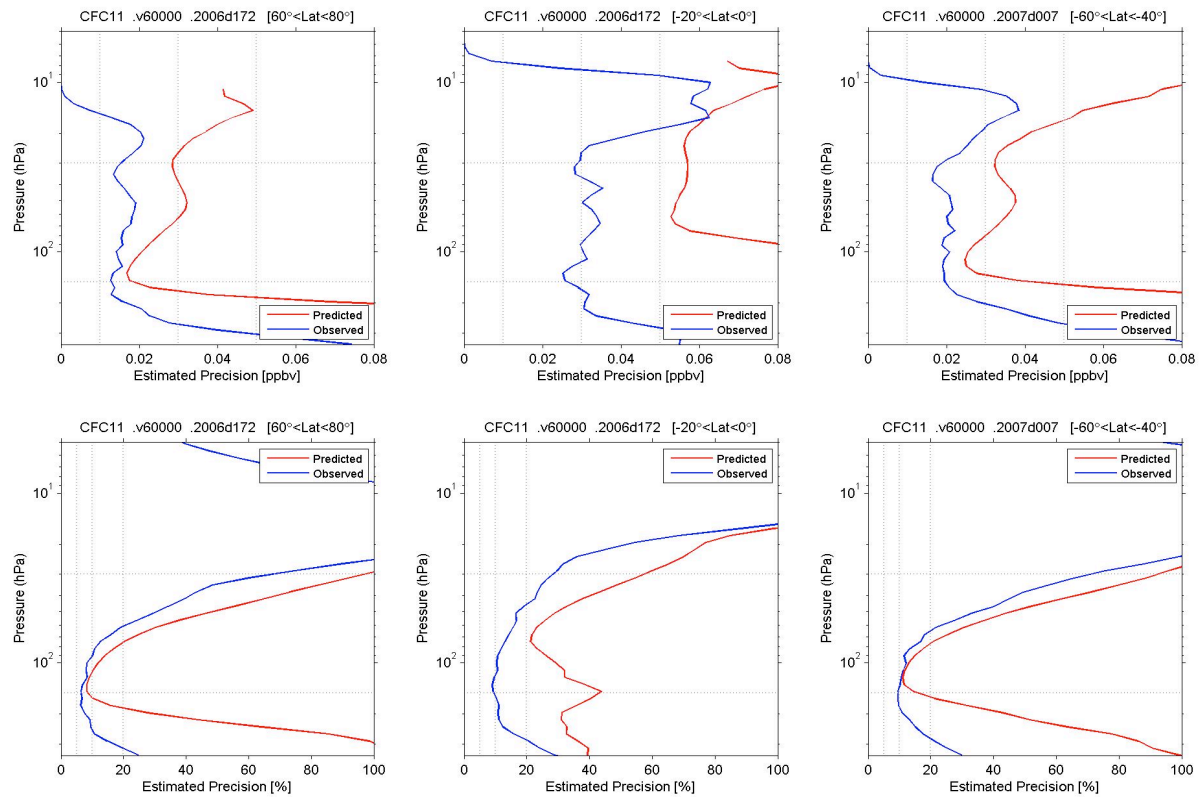 CFC11 .v60000 .2006d172 [60°<Lat<80°]
Pressure (hPa)
10¹
10²
Predicted
Observed
0 0.02 0.04 0.06 0.08
Estimated Precision [ppbv]
CFC11 .v60000 .2006d172 [-20°<Lat<0°]
Pressure (hPa)
10¹
10²
Predicted
Observed
0 0.02 0.04 0.06 0.08
Estimated Precision [ppbv]
CFC11 .v60000 .2007d007 [-60°<Lat<-40°]
Pressure (hPa)
10¹
10²
Predicted
Observed
0 0.02 0.04 0.06 0.08
Estimated Precision [ppbv]
CFC11 .v60000 .2006d172 [60°<Lat<80°]
Predicted
Observed
Pressure (hPa)
10¹
10²
0 20 40 60 80 100
Estimated Precision [%]
CFC11 .v60000 .2006d172 [-20°<Lat<0°]
Predicted
Observed
Pressure (hPa)
10¹
10²
0 20 40 60 80 100
Estimated Precision [%]
CFC11 .v60000 .2007d007 [-60°<Lat<-40°]
Predicted
Observed
Pressure (hPa)
10¹
10²
0 20 40 60 80 100
Estimated Precision [%]